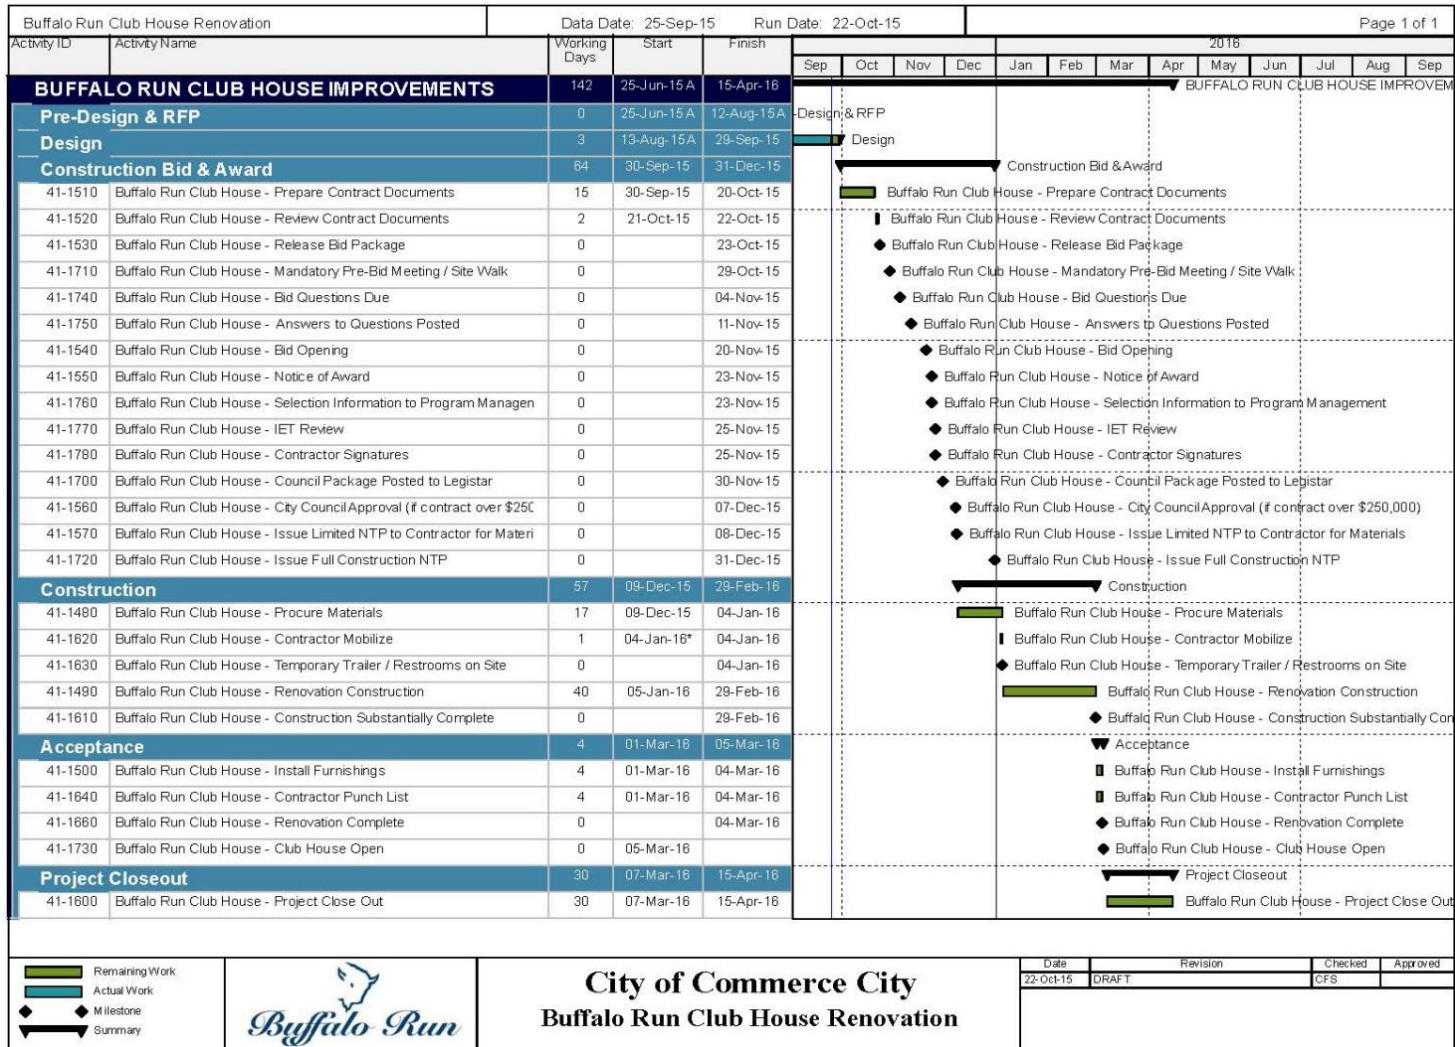 Buffalo Run Club House Renovation Data Date: 25-Sep-15 Run Date: 22-Oct-15 Page 1 of 1
Activity ID Activity Name Working Days Start Finish 2016
Sep Oct Nov Dec Jan Feb Mar Apr May Jun Jul Aug Sep
BUFFALO RUN CLUB HOUSE IMPROVEMENTS 142 25-Jun-15 A 15-Apr-16 BUFFALO RUN CLUB HOUSE IMPROVEM
Pre-Design & RFP 0 25-Jun-15 A 12-Aug-15 A -Design & RFP
Design 3 13-Aug-15 A 29-Sep-15 Design
Construction Bid & Award 64 30-Sep-15 31-Dec-15 Construction Bid & Award
41-1510 Buffalo Run Club House - Prepare Contract Documents 15 30-Sep-15 20-Oct-15 Buffalo Run Club House - Prepare Contract Documents
41-1520 Buffalo Run Club House - Review Contract Documents 2 21-Oct-15 22-Oct-15 Buffalo Run Club House - Review Contract Documents
41-1530 Buffalo Run Club House - Release Bid Package 0 23-Oct-15 Buffalo Run Club House - Release Bid Package
41-1710 Buffalo Run Club House - Mandatory Pre-Bid Meeting / Site Walk 0 29-Oct-15 Buffalo Run Club House - Mandatory Pre-Bid Meeting / Site Walk
41-1740 Buffalo Run Club House - Bid Questions Due 0 04-Nov-15 Buffalo Run Club House - Bid Questions Due
41-1750 Buffalo Run Club House - Answers to Questions Posted 0 11-Nov-15 Buffalo Run Club House - Answers to Questions Posted
41-1540 Buffalo Run Club House - Bid Opening 0 20-Nov-15 Buffalo Run Club House - Bid Opening
41-1550 Buffalo Run Club House - Notice of Award 0 23-Nov-15 Buffalo Run Club House - Notice of Award
41-1760 Buffalo Run Club House - Selection Information to Program Managen 0 23-Nov-15 Buffalo Run Club House - Selection Information to Program Management
41-1770 Buffalo Run Club House - IET Review 0 25-Nov-15 Buffalo Run Club House - IET Review
41-1780 Buffalo Run Club House - Contractor Signatures 0 25-Nov-15 Buffalo Run Club House - Contractor Signatures
41-1700 Buffalo Run Club House - Council Package Posted to Legistar 0 30-Nov-15 Buffalo Run Club House - Council Package Posted to Legistar
41-1560 Buffalo Run Club House - City Council Approval (if contract over $250 0 07-Dec-15 Buffalo Run Club House - City Council Approval (if contract over $250,000)
41-1570 Buffalo Run Club House - Issue Limited NTP to Contractor for Materi 0 08-Dec-15 Buffalo Run Club House - Issue Limited NTP to Contractor for Materials
41-1720 Buffalo Run Club House - Issue Full Construction NTP 0 31-Dec-15 Buffalo Run Club House - Issue Full Construction NTP
Construction 57 09-Dec-15 29-Feb-16 Construction
41-1480 Buffalo Run Club House - Procure Materials 17 09-Dec-15 04-Jan-16 Buffalo Run Club House - Procure Materials
41-1620 Buffalo Run Club House - Contractor Mobilize 1 04-Jan-16* 04-Jan-16 Buffalo Run Club House - Contractor Mobilize
41-1630 Buffalo Run Club House - Temporary Trailer / Restrooms on Site 0 04-Jan-16 Buffalo Run Club House - Temporary Trailer / Restrooms on Site
41-1490 Buffalo Run Club House - Renovation Construction 40 05-Jan-16 29-Feb-16 Buffalo Run Club House - Renovation Construction
41-1610 Buffalo Run Club House - Construction Substantially Complete 0 29-Feb-16 Buffalo Run Club House - Construction Substantially Con
Acceptance 4 01-Mar-16 05-Mar-16 Acceptance
41-1500 Buffalo Run Club House - Install Furnishings 4 01-Mar-16 04-Mar-16 Buffalo Run Club House - Install Furnishings
41-1640 Buffalo Run Club House - Contractor Punch List 4 01-Mar-16 04-Mar-16 Buffalo Run Club House - Contractor Punch List
41-1660 Buffalo Run Club House - Renovation Complete 0 04-Mar-16 Buffalo Run Club House - Renovation Complete
41-1730 Buffalo Run Club House - Club House Open 0 05-Mar-16 Buffalo Run Club House - Club House Open
Project Closeout 30 07-Mar-16 15-Apr-16 Project Closeout
41-1600 Buffalo Run Club House - Project Close Out 30 07-Mar-16 15-Apr-16 Buffalo Run Club House - Project Close Out
Remaining Work
Actual Work
Milestone
Summary
Buffalo Run
City of Commerce City
Buffalo Run Club House Renovation
Date Revision Checked Approved
22-Oct-15 DRAFT CFS